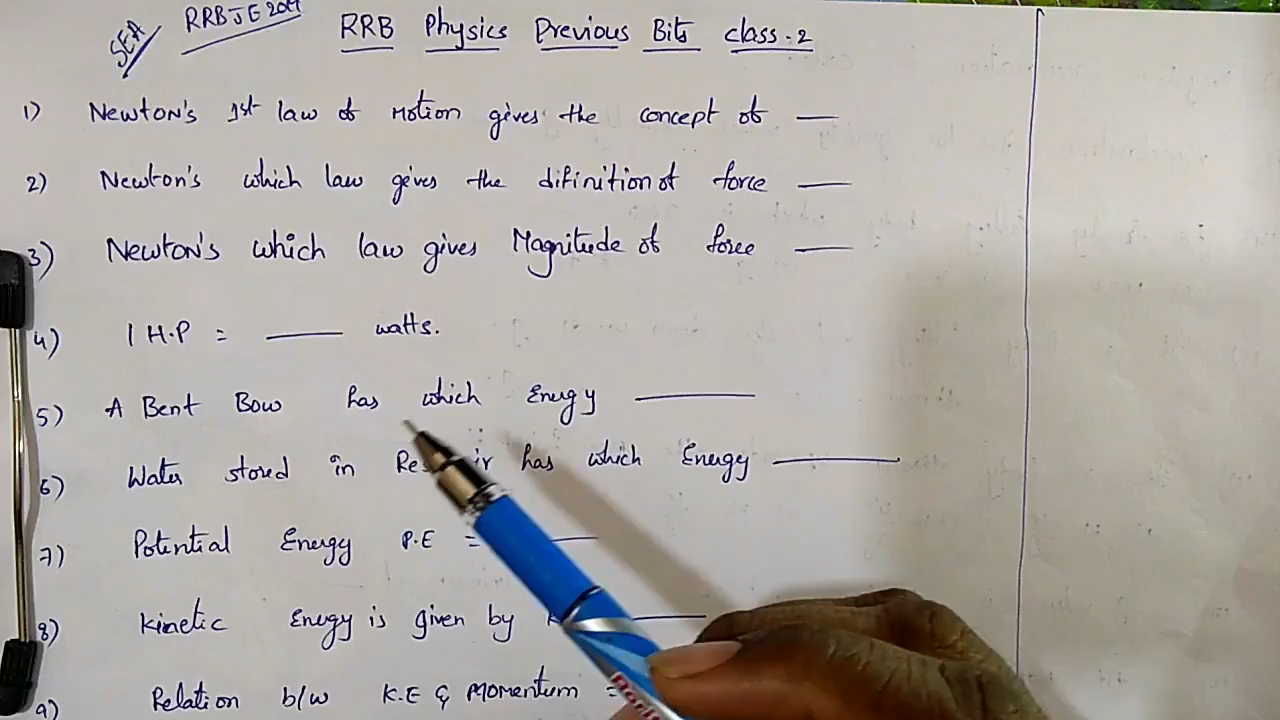 SEA RRB JE 2019 RRB Physics Previous Bits class-2
1) Newton's 1st law of Motion gives the concept of —
2) Newton's which law gives the difinition of force —
3) Newton's which law gives Magnitude of force —
4) 1 H.P = — watts.
5) A Bent Bow has which Energy —
6) Water stored in has which Energy —
7) Potential Energy P.E = —
8) Kinetic Energy is given by —
9) Relation b/w K.E & Momentum =